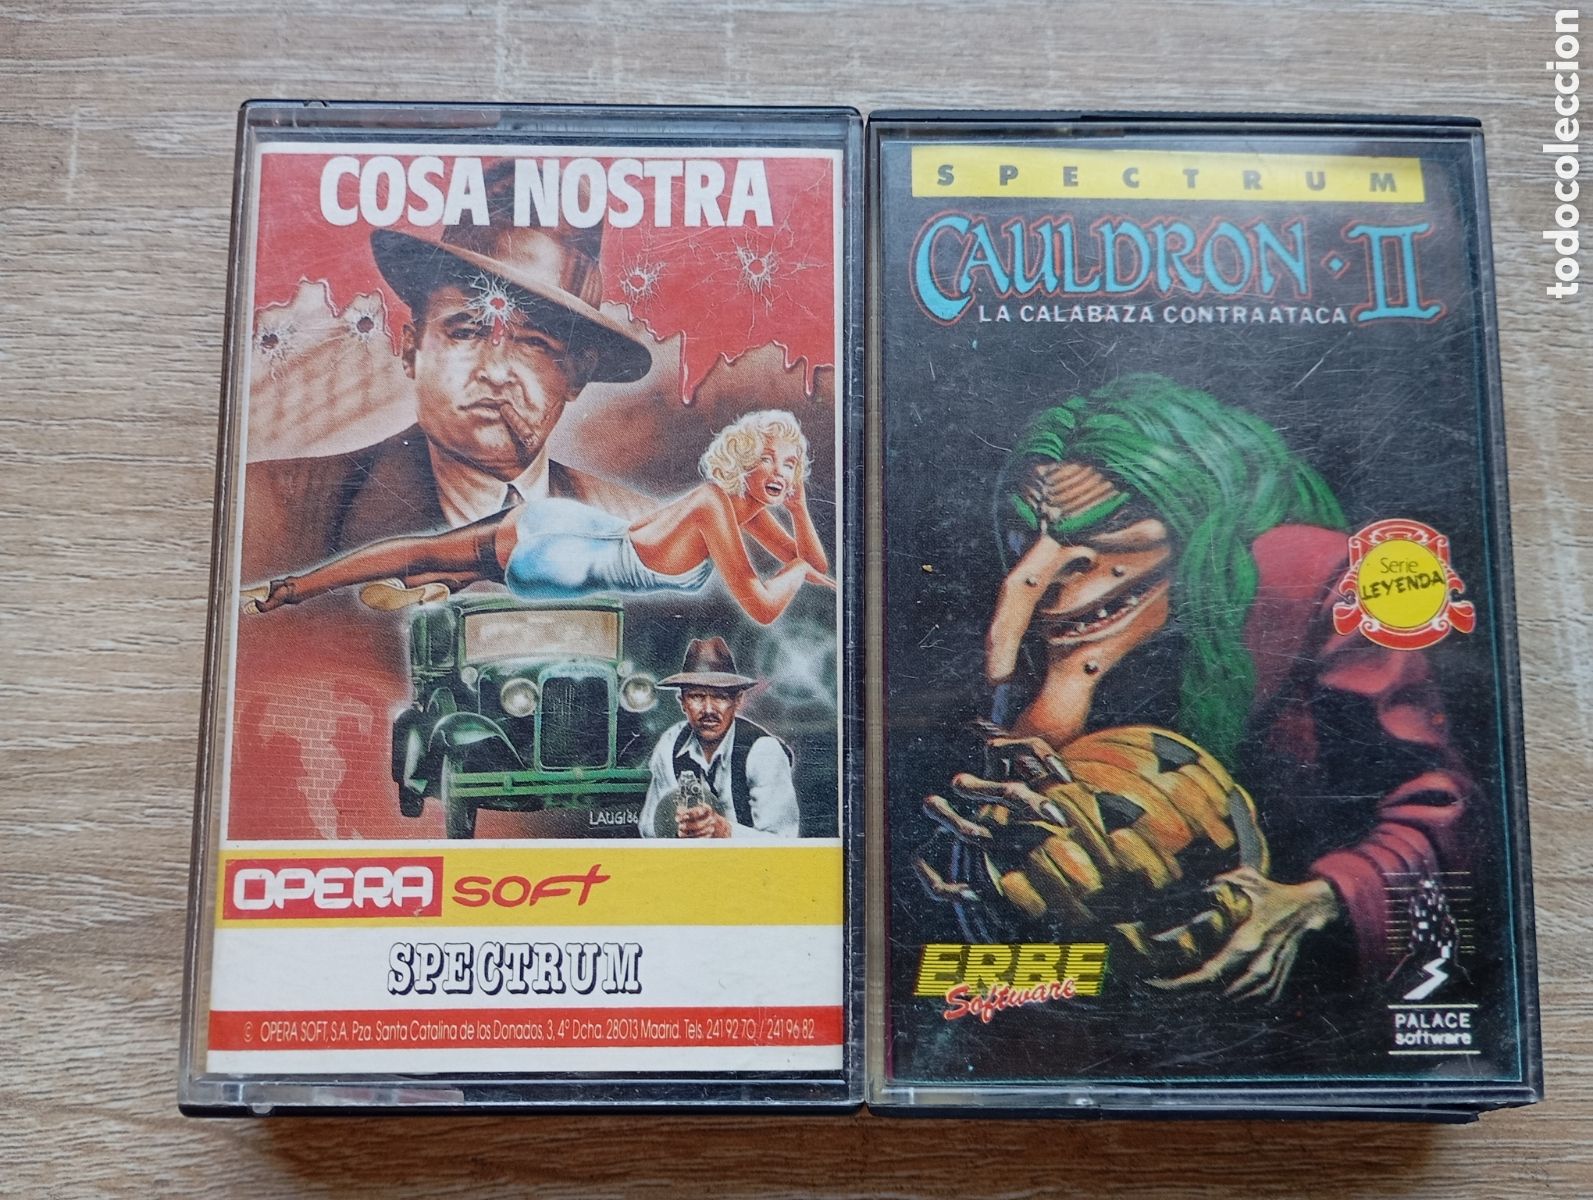 COSA NOSTRA
LAUGI 86
OPERA SOFT
SPECTRUM
© OPERA SOFT, S.A. Pza. Santa Catalina de los Donados, 3, 4º Dcha. 28013 Madrid. Tels. 241 92 70 / 241 96 82
SPECTRUM
CAULDRON · II
LA CALABAZA CONTRAATACA
Serie
LEYENDA
ERBE
Software
PALACE
software
todocoleccion